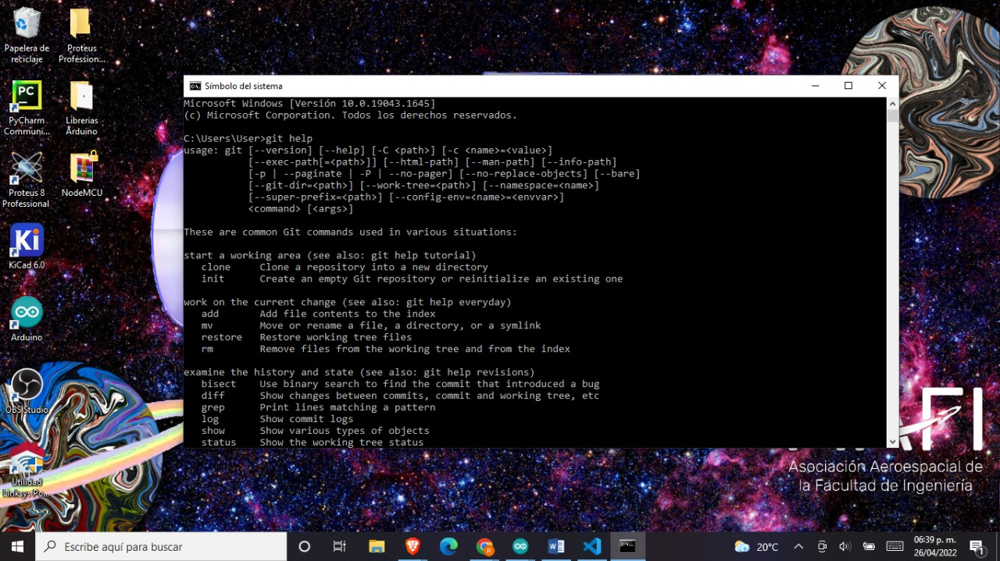 Papelera de
reciclaje
Proteus
Profession...
PC
PyCharm
Communi...
Librerias
Arduino
Proteus 8
Professional
NodeMCU
Ki
KiCad 6.0
Arduino
OBS Studio
Utilidad
Linksys Po...
Símbolo del sistema
Microsoft Windows [Versión 10.0.19043.1645]
(c) Microsoft Corporation. Todos los derechos reservados.
C:\Users\User>git help
usage: git [--version] [--help] [-C <path>] [-c <name>=<value>]
[--exec-path[=<path>]] [--html-path] [--man-path] [--info-path]
[-p | --paginate | -P | --no-pager] [--no-replace-objects] [--bare]
[--git-dir=<path>] [--work-tree=<path>] [--namespace=<name>]
[--super-prefix=<path>] [--config-env=<name>=<envvar>]
<command> [<args>]
These are common Git commands used in various situations:
start a working area (see also: git help tutorial)
clone Clone a repository into a new directory
init Create an empty Git repository or reinitialize an existing one
work on the current change (see also: git help everyday)
add Add file contents to the index
mv Move or rename a file, a directory, or a symlink
restore Restore working tree files
rm Remove files from the working tree and from the index
examine the history and state (see also: git help revisions)
bisect Use binary search to find the commit that introduced a bug
diff Show changes between commits, commit and working tree, etc
grep Print lines matching a pattern
log Show commit logs
show Show various types of objects
status Show the working tree status
Asociación Aeroespacial de
la Facultad de Ingeniería
Escribe aquí para buscar
20°C
06:39 p. m.
26/04/2022
1